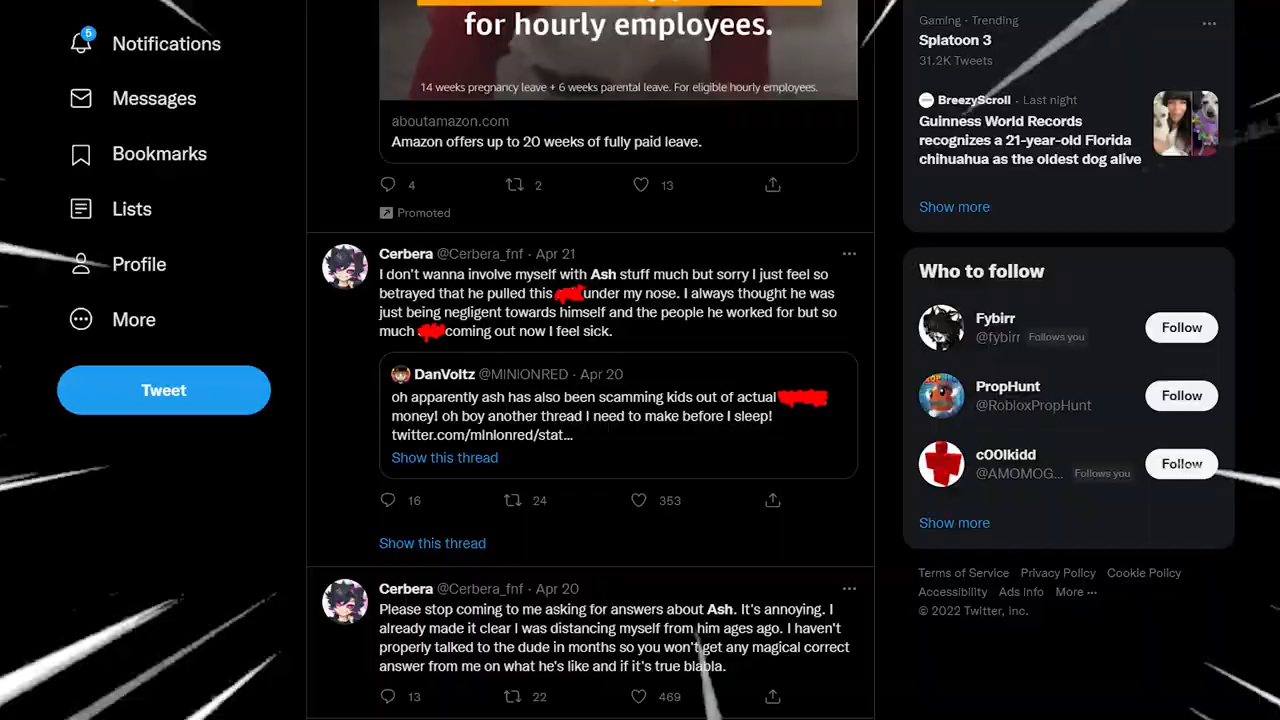 5
Notifications
Messages
Bookmarks
Lists
Profile
More
Tweet
for hourly employees.
14 weeks pregnancy leave + 6 weeks parental leave. For eligible hourly employees.
aboutamazon.com
Amazon offers up to 20 weeks of fully paid leave.
4 2 13
Promoted
Cerbera @Cerbera_fnf · Apr 21
I don't wanna involve myself with Ash stuff much but sorry I just feel so
betrayed that he pulled this under my nose. I always thought he was
just being negligent towards himself and the people he worked for but so
much coming out now I feel sick.
DanVoltz @MINIONRED · Apr 20
oh apparently ash has also been scamming kids out of actual
money! oh boy another thread I need to make before I sleep!
twitter.com/minionred/stat...
Show this thread
16 24 353
Show this thread
Cerbera @Cerbera_fnf · Apr 20
Please stop coming to me asking for answers about Ash. It's annoying. I
already made it clear I was distancing myself from him ages ago. I haven't
properly talked to the dude in months so you won't get any magical correct
answer from me on what he's like and if it's true blabla.
13 22 469
Gaming · Trending
Splatoon 3
31.2K Tweets
BreezyScroll · Last night
Guinness World Records
recognizes a 21-year-old Florida
chihuahua as the oldest dog alive
Show more
Who to follow
Fybirr
@fybirr Follows you
Follow
PropHunt
@RobloxPropHunt
Follow
c00lkidd
@AMOMOG... Follows you
Follow
Show more
Terms of Service Privacy Policy Cookie Policy
Accessibility Ads info More ···
© 2022 Twitter, Inc.